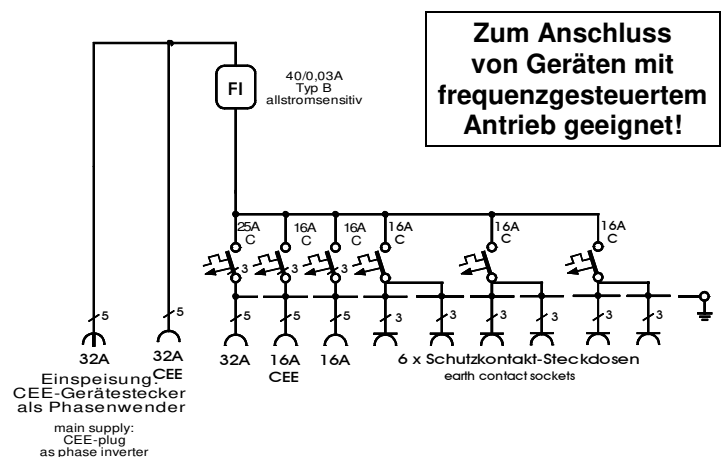 Zum Anschluss
von Geräten mit
frequenzgesteuertem
Antrieb geeignet!
FI
40/0,03A
Typ B
allstromsensitiv
25A
C
16A
C
16A
C
16A
C
16A
C
16A
C
3
3
3
5
5
5
5
5
3
3
3
3
3
3
32A
32A
CEE
32A
16A
CEE
16A
6 x Schutzkontakt-Steckdosen
earth contact sockets
Einspeisung:
CEE-Gerätestecker
als Phasenwender
main supply:
CEE-plug
as phase inverter